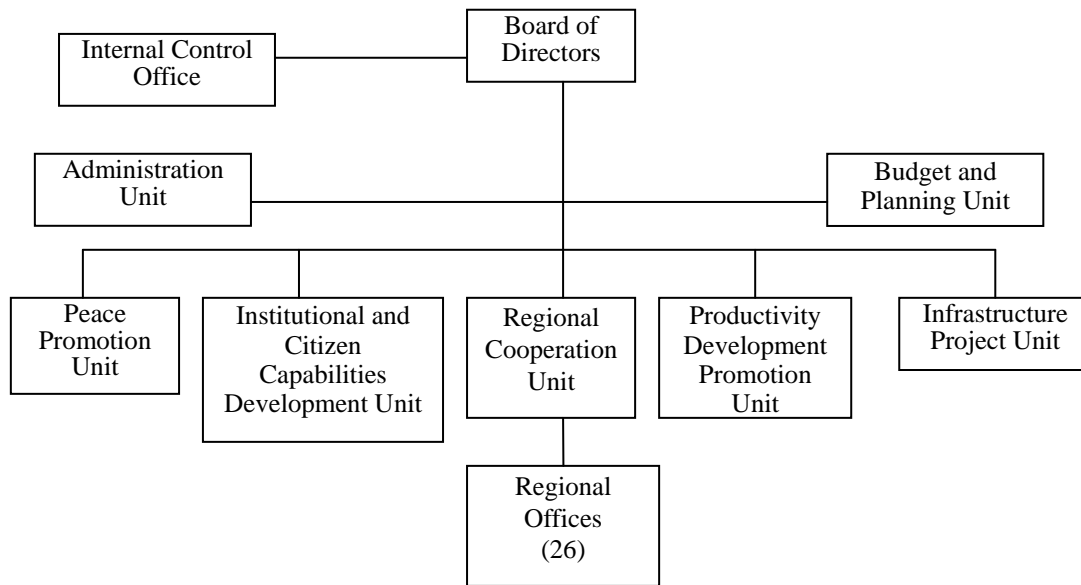 Board of
Directors
Internal Control
Office
Administration
Unit
Budget and
Planning Unit
Peace
Promotion
Unit
Institutional and
Citizen
Capabilities
Development Unit
Regional
Cooperation
Unit
Productivity
Development
Promotion
Unit
Infrastructure
Project Unit
Regional
Offices
(26)